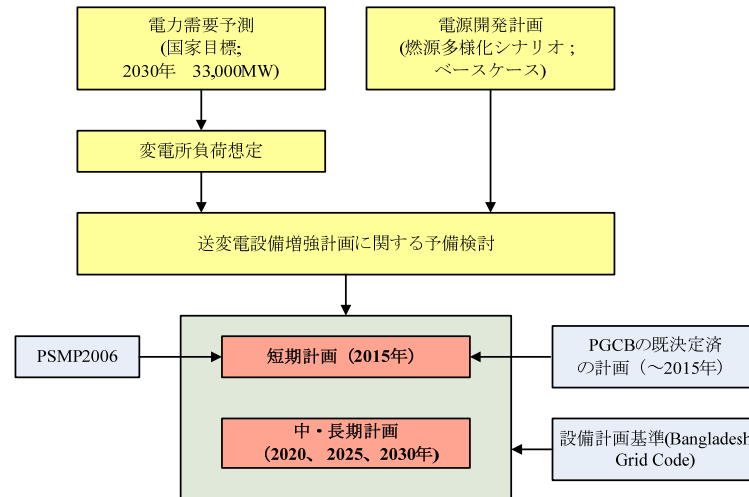 電力需要予測
(国家目標;
2030年　33,000MW)
電源開発計画
(燃源多様化シナリオ；
ベースケース)
変電所負荷想定
送変電設備増強計画に関する予備検討
PSMP2006
短期計画（2015年）
PGCBの既決定済
の計画（～2015年）
中・長期計画
（2020、2025、2030年)
設備計画基準(Bangladesh
Grid Code)